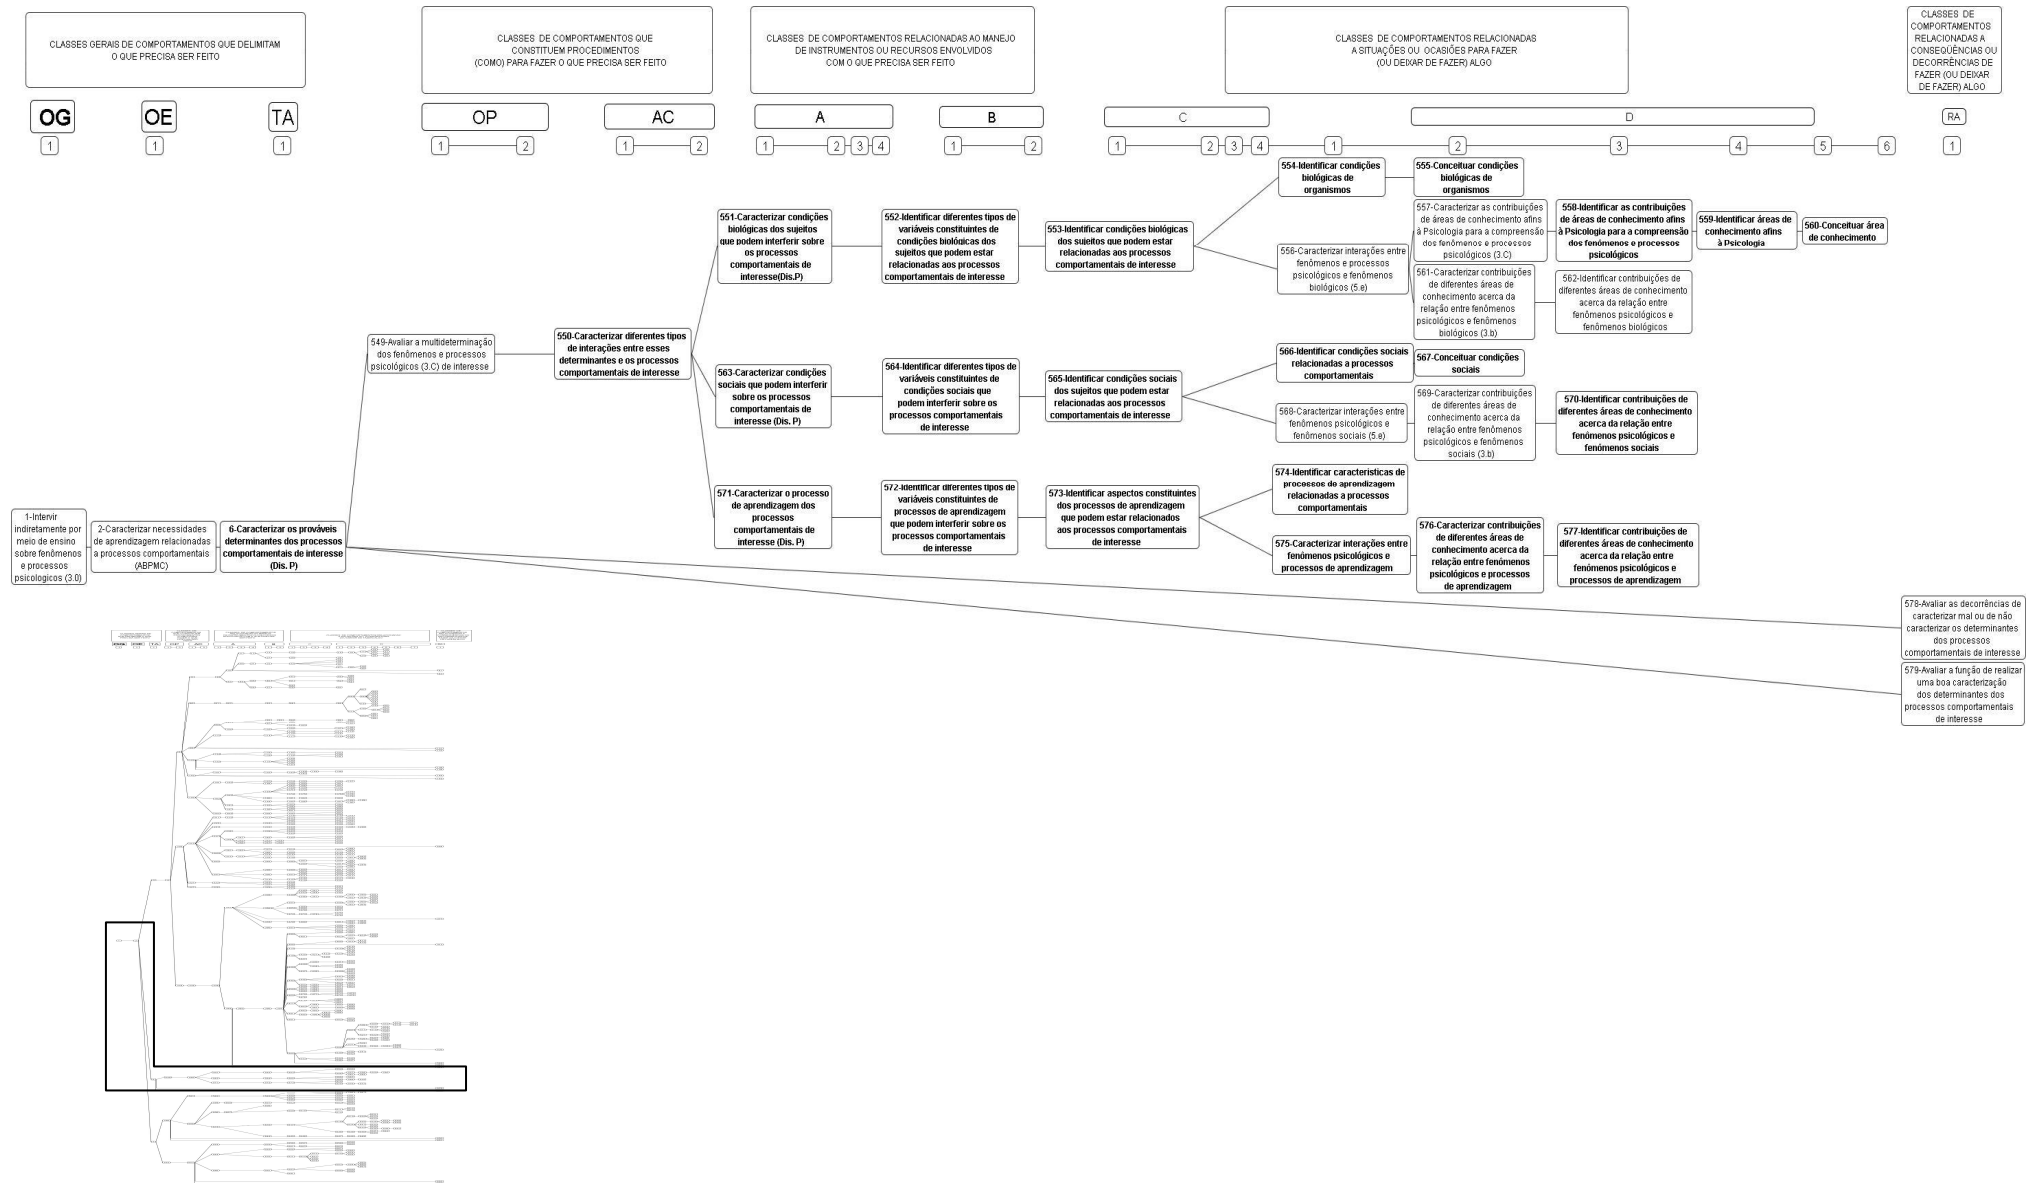 CLASSES GERAIS DE COMPORTAMENTOS QUE DELIMITAM
O QUE PRECISA SER FEITO
CLASSES DE COMPORTAMENTOS QUE
CONSTITUEM PROCEDIMENTOS
(COMO) PARA FAZER O QUE PRECISA SER FEITO
CLASSES DE COMPORTAMENTOS RELACIONADAS AO MANEJO
DE INSTRUMENTOS OU RECURSOS ENVOLVIDOS
COM O QUE PRECISA SER FEITO
CLASSES DE COMPORTAMENTOS RELACIONADAS
A SITUAÇÕES OU OCASIÕES PARA FAZER
(OU DEIXAR DE FAZER) ALGO
CLASSES DE
COMPORTAMENTOS
RELACIONADAS A
CONSEQÜÊNCIAS OU
DECORRÊNCIAS DE
FAZER (OU DEIXAR
DE FAZER) ALGO
OG OE TA OP AC A B C D RA
1 1 1 1 2 1 2 1 2 3 4 1 2 1 2 3 4 1 2 3 4 5 6 1
1-Intervir
indiretamente por
meio de ensino
sobre fenômenos
e processos
psicologicos (3.0)
2-Caracterizar necessidades
de aprendizagem relacionadas
a processos comportamentais
(ABPMC)
6-Caracterizar os prováveis
determinantes dos processos
comportamentais de interesse
(Dis. P)
549-Avaliar a multideterminação
dos fenômenos e processos
psicológicos (3.C) de interesse
550-Caracterizar diferentes tipos
de interações entre esses
determinantes e os processos
comportamentais de interesse
551-Caracterizar condições
biológicas dos sujeitos
que podem interferir sobre
os processos
comportamentais de
interesse(Dis.P)
552-Identificar diferentes tipos de
variáveis constituintes de
condições biológicas dos
sujeitos que podem estar
relacionadas aos processos
comportamentais de interesse
553-Identificar condições biológicas
dos sujeitos que podem estar
relacionadas aos processos
comportamentais de interesse
554-Identificar condições
biológicas de
organismos
555-Conceituar condições
biológicas de
organismos
556-Caracterizar interações entre
fenômenos e processos
psicológicos e fenômenos
biológicos (5.e)
557-Caracterizar as contribuições
de áreas de conhecimento afins
à Psicologia para a compreensão
dos fenômenos e processos
psicológicos (3.C)
558-Identificar as contribuições
de áreas de conhecimento afins
à Psicologia para a compreensão
dos fenômenos e processos
psicológicos
559-Identificar áreas de
conhecimento afins
à Psicologia
560-Conceituar área
de conhecimento
561-Caracterizar contribuições
de diferentes áreas de
conhecimento acerca da
relação entre fenômenos
psicológicos e fenômenos
biológicos (3.b)
562-Identificar contribuições de
diferentes áreas de conhecimento
acerca da relação entre
fenômenos psicológicos e
fenômenos biológicos
563-Caracterizar condições
sociais que podem interferir
sobre os processos
comportamentais de
interesse (Dis. P)
564-Identificar diferentes tipos de
variáveis constituintes de
condições sociais que
podem interferir sobre os
processos comportamentais
de interesse
565-Identificar condições sociais
dos sujeitos que podem estar
relacionadas aos processos
comportamentais de interesse
566-Identificar condições sociais
relacionadas a processos
comportamentais
567-Conceituar condições
sociais
568-Caracterizar interações entre
fenômenos psicológicos e
fenômenos sociais (5.e)
569-Caracterizar contribuições
de diferentes áreas de
conhecimento acerca da
relação entre fenômenos
psicológicos e fenômenos
sociais (3.b)
570-Identificar contribuições de
diferentes áreas de conhecimento
acerca da relação entre
fenômenos psicológicos e
fenómenos sociais
571-Caracterizar o processo
de aprendizagem dos
processos
comportamentais de
interesse (Dis. P)
572-Identificar diferentes tipos de
variáveis constituintes de
processos de aprendizagem
que podem interferir sobre os
processos comportamentais
de interesse
573-Identificar aspectos constituintes
dos processos de aprendizagem
que podem estar relacionados
aos processos comportamentais
de interesse
574-Identificar características de
processos de aprendizagem
relacionadas a processos
comportamentais
575-Caracterizar interações entre
fenômenos psicológicos e
processos de aprendizagem
576-Caracterizar contribuições
de diferentes áreas de
conhecimento acerca da
relação entre fenômenos
psicológicos e processos
de aprendizagem
577-Identificar contribuições de
diferentes áreas de conhecimento
acerca da relação entre
fenômenos psicológicos e
processos de aprendizagem
578-Avaliar as decorrências de
caracterizar mal ou de não
caracterizar os determinantes
dos processos
comportamentais de interesse
579-Avaliar a função de realizar
uma boa caracterização
dos determinantes dos
processos comportamentais
de interesse